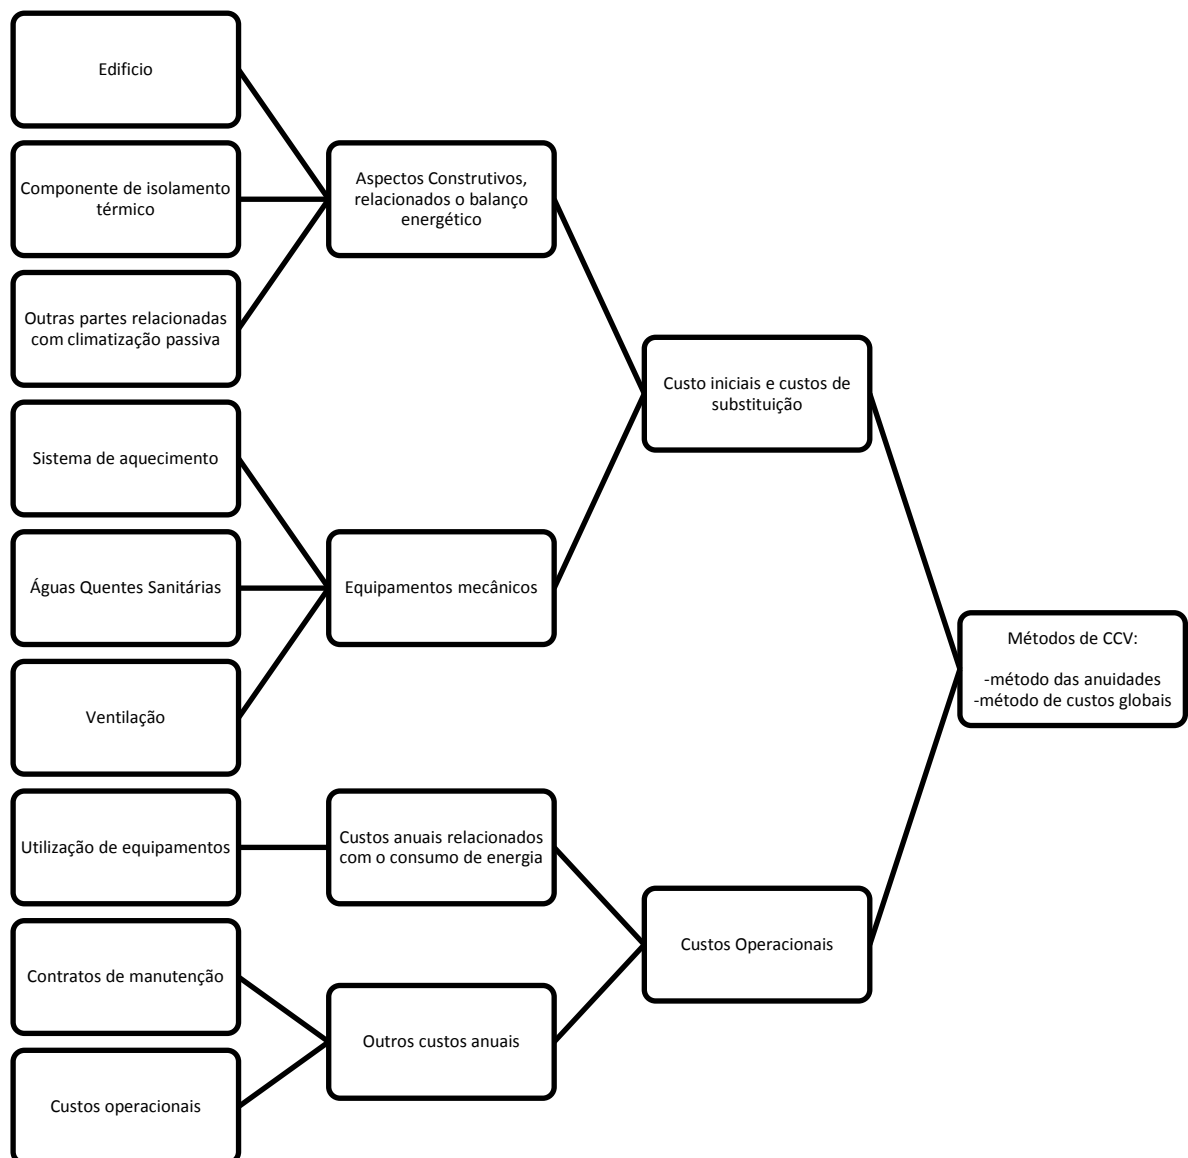 Edificio
Componente de isolamento
térmico
Outras partes relacionadas
com climatização passiva
Sistema de aquecimento
Águas Quentes Sanitárias
Ventilação
Utilização de equipamentos
Contratos de manutenção
Custos operacionais
Aspectos Construtivos,
relacionados o balanço
energético
Equipamentos mecânicos
Custos anuais relacionados
com o consumo de energia
Outros custos anuais
Custo iniciais e custos de
substituição
Custos Operacionais
Métodos de CCV:
-método das anuidades
-método de custos globais